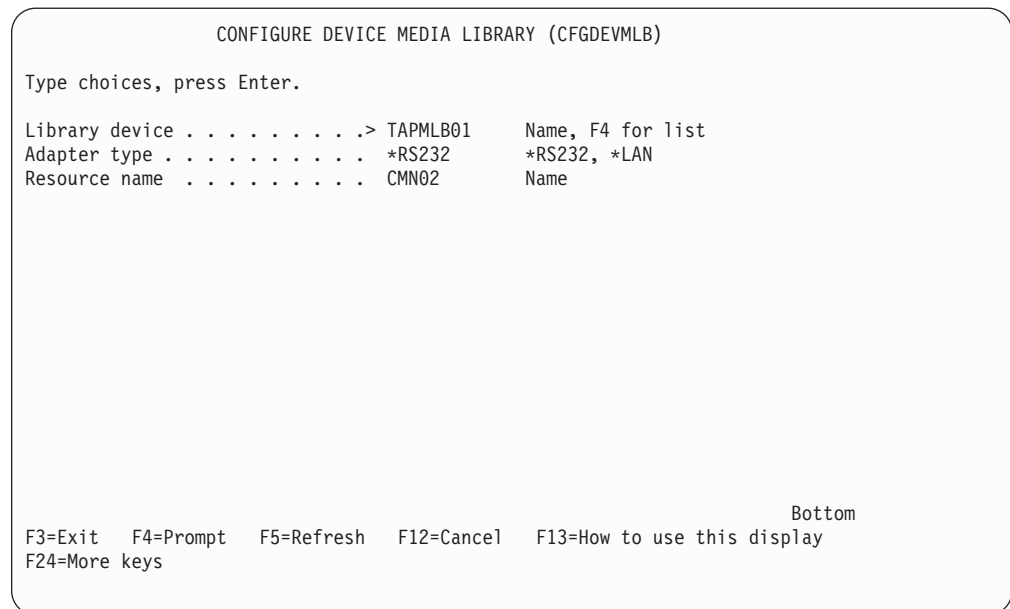 CONFIGURE DEVICE MEDIA LIBRARY (CFGDEVMLB)
Type choices, press Enter.
Library device . . . . . . . . .> TAPMLB01 Name, F4 for list
Adapter type . . . . . . . . . . *RS232 *RS232, *LAN
Resource name . . . . . . . . . CMN02 Name
Bottom
F3=Exit F4=Prompt F5=Refresh F12=Cancel F13=How to use this display
F24=More keys